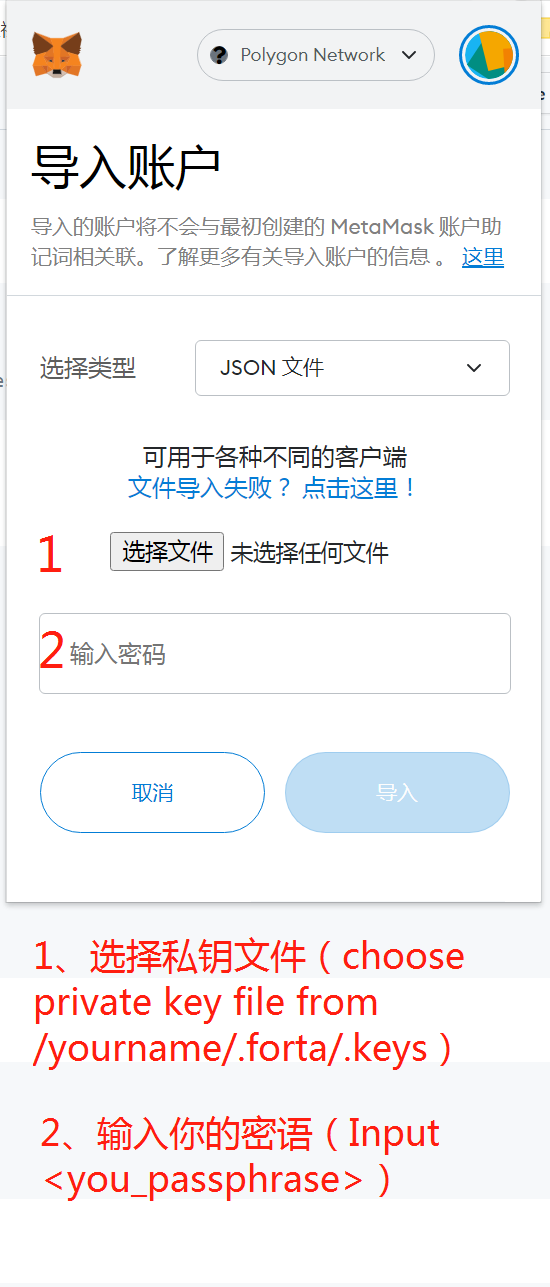 Polygon Network
导入账户
导入的账户将不会与最初创建的 MetaMask 账户助
记词相关联。了解更多有关导入账户的信息 。 这里
选择类型
JSON 文件
可用于各种不同的客户端
文件导入失败？ 点击这里！
1
选择文件 未选择任何文件
2 输入密码
取消
导入
1、选择私钥文件（choose
private key file from
/yourname/.forta/.keys）
2、输入你的密语（Input
<you_passphrase>）